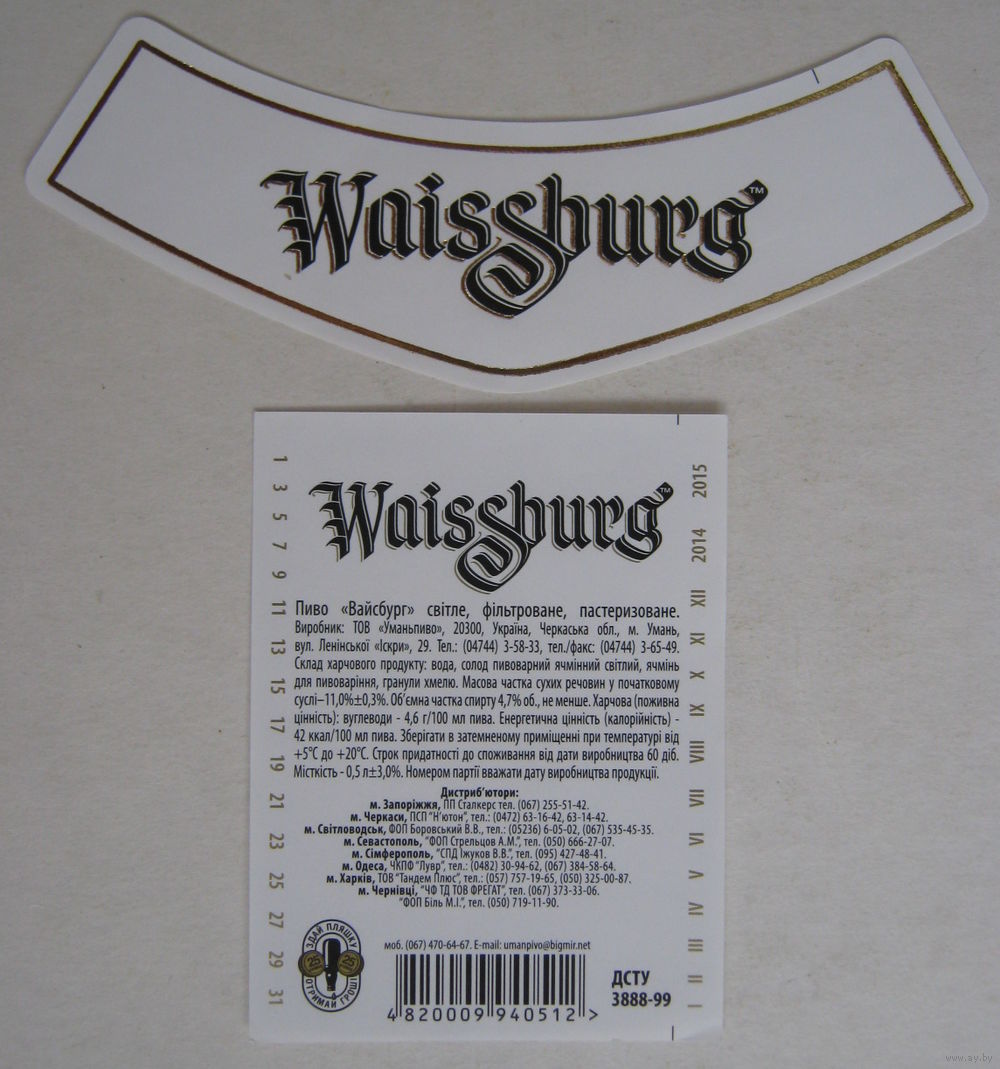 Waissburg™
Waissburg™
Пиво «Вайсбург» світле, фільтроване, пастеризоване.
Виробник: ТОВ «Уманьпиво», 20300, Україна, Черкаська обл., м. Умань,
вул. Ленінської «Іскри», 29. Тел.: (04744) 3-58-33, тел./факс: (04744) 3-65-49.
Склад харчового продукту: вода, солод пивоварний ячмінний світлий, ячмінь
для пивоваріння, гранули хмелю. Масова частка сухих речовин у початковому
суслі–11,0%±0,3%. Об'ємна частка спирту 4,7% об., не менше. Харчова (поживна
цінність): вуглеводи - 4,6 г/100 мл пива. Енергетична цінність (калорійність) -
42 ккал/100 мл пива. Зберігати в затемненому приміщенні при температурі від
+5°С до +20°С. Строк придатності до споживання від дати виробництва 60 діб.
Місткість - 0,5 л±3,0%. Номером партії вважати дату виробництва продукції.
Дистриб'ютори:
м. Запоріжжя, ПП Сталкерс тел. (067) 255-51-42.
м. Черкаси, ПСП "Н'ютон", тел.: (0472) 63-16-42, 63-14-42.
м. Світловодськ, ФОП Боровський В.В., тел.: (05236) 6-05-02, (067) 535-45-35.
м. Севастополь, "ФОП Стрельцов А.М.", тел. (050) 666-27-07.
м. Сімферополь, "СПД Їжуков В.В.", тел. (095) 427-48-41.
м. Одеса, ЧКПФ "Лувр", тел.: (0482) 30-94-62, (067) 384-58-64.
м. Харків, ТОВ "Тандем Плюс", тел.: (057) 757-19-65, (050) 325-00-87.
м. Чернівці, "ЧФ ТД ТОВ ФРЕГАТ", тел. (067) 373-33-06.
"ФОП Біль М.І.", тел. (050) 719-11-90.
моб. (067) 470-64-67. E-mail: umanpivo@bigmir.net
ЗДАЙ ПЛЯШКУ
25 25
ОТРИМАЙ ГРОШІ
4 820009 940512 >
ДСТУ
3888-99
1 3 5 7 9 11 13 15 17 19 21 23 25 27 29 31
I II III IV V VI VII VIII IX X XI XII 2014 2015
www.ay.by